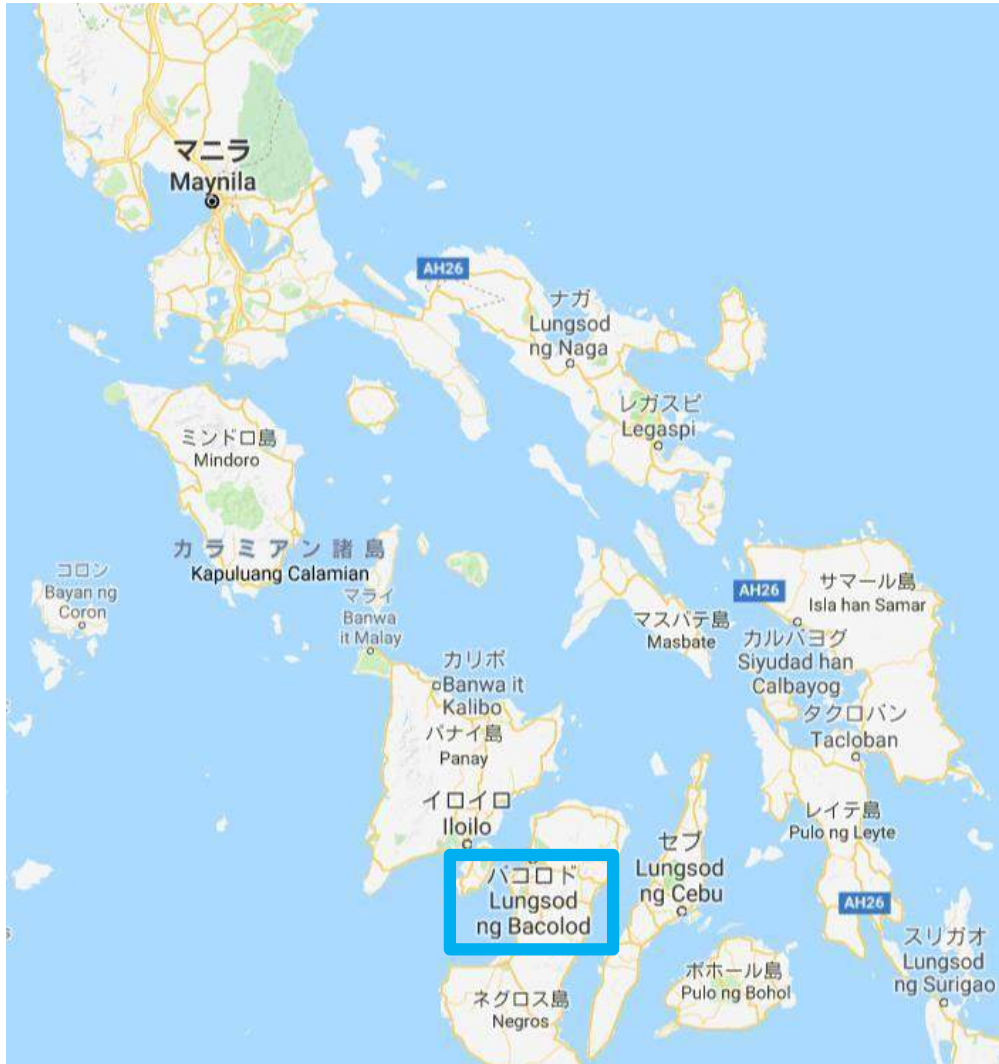 マニラ
Maynila
AH26
ナガ
Lungsod
ng Naga
レガスピ
Legaspi
ミンドロ島
Mindoro
カラミアン諸島
Kapuluang Calamian
コロン
Bayan ng
Coron
マライ
Banwa
it Malay
AH26
サマール島
Isla han Samar
マスバテ島
Masbate
カルバヨグ
Siyudad han
Calbayog
カリボ
Banwa it
Kalibo
タクロバン
Tacloban
パナイ島
Panay
イロイロ
Iloilo
レイテ島
Pulo ng Leyte
セブ
Lungsod
ng Cebu
バコロド
Lungsod
ng Bacolod
AH26
スリガオ
Lungsod
ng Surigao
ボホール島
Pulo ng Bohol
ネグロス島
Negros